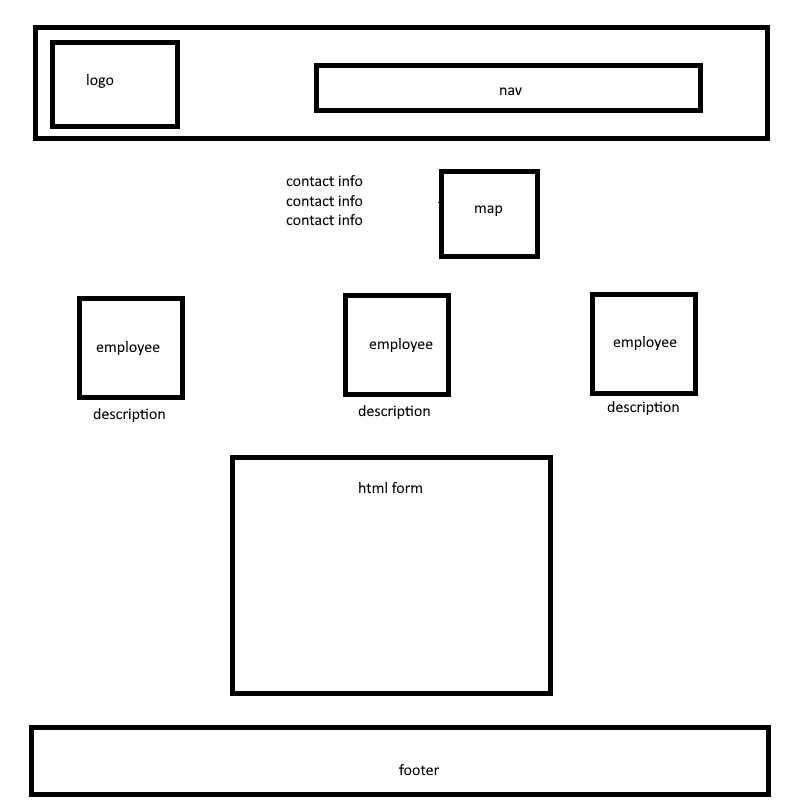 logo
nav
contact info
contact info
contact info
map
employee
employee
employee
description
description
description
html form
footer